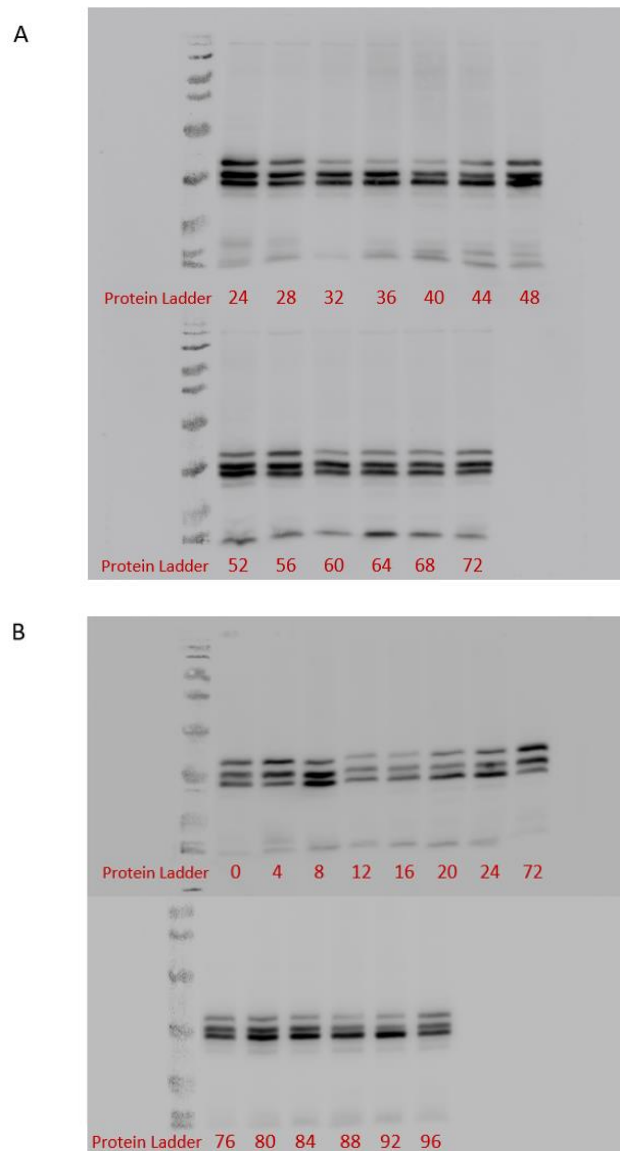 A
Protein Ladder 24 28 32 36 40 44 48
Protein Ladder 52 56 60 64 68 72
B
Protein Ladder 0 4 8 12 16 20 24 72
Protein Ladder 76 80 84 88 92 96